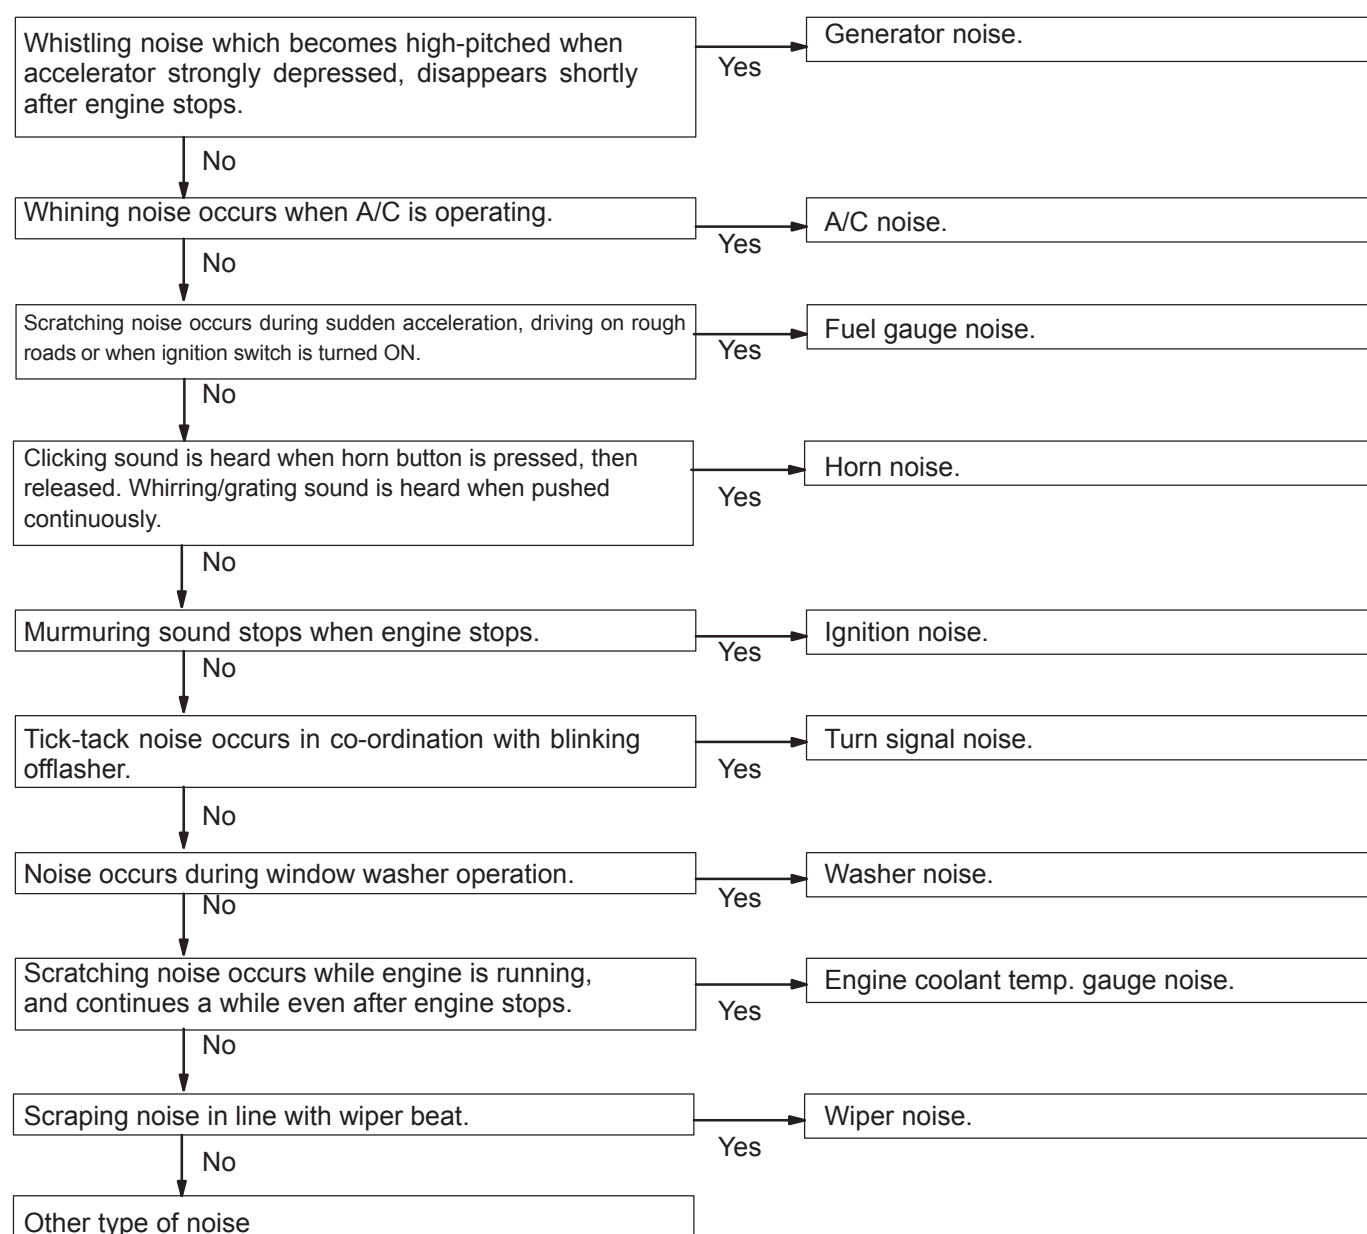 Whistling noise which becomes high-pitched when
accelerator strongly depressed, disappears shortly
after engine stops.
Yes
Generator noise.
No
Whining noise occurs when A/C is operating.
Yes
A/C noise.
No
Scratching noise occurs during sudden acceleration, driving on rough
roads or when ignition switch is turned ON.
Yes
Fuel gauge noise.
No
Clicking sound is heard when horn button is pressed, then
released. Whirring/grating sound is heard when pushed
continuously.
Yes
Horn noise.
No
Murmuring sound stops when engine stops.
Yes
Ignition noise.
No
Tick-tack noise occurs in co-ordination with blinking
offlasher.
Yes
Turn signal noise.
No
Noise occurs during window washer operation.
Yes
Washer noise.
No
Scratching noise occurs while engine is running,
and continues a while even after engine stops.
Yes
Engine coolant temp. gauge noise.
No
Scraping noise in line with wiper beat.
Yes
Wiper noise.
No
Other type of noise